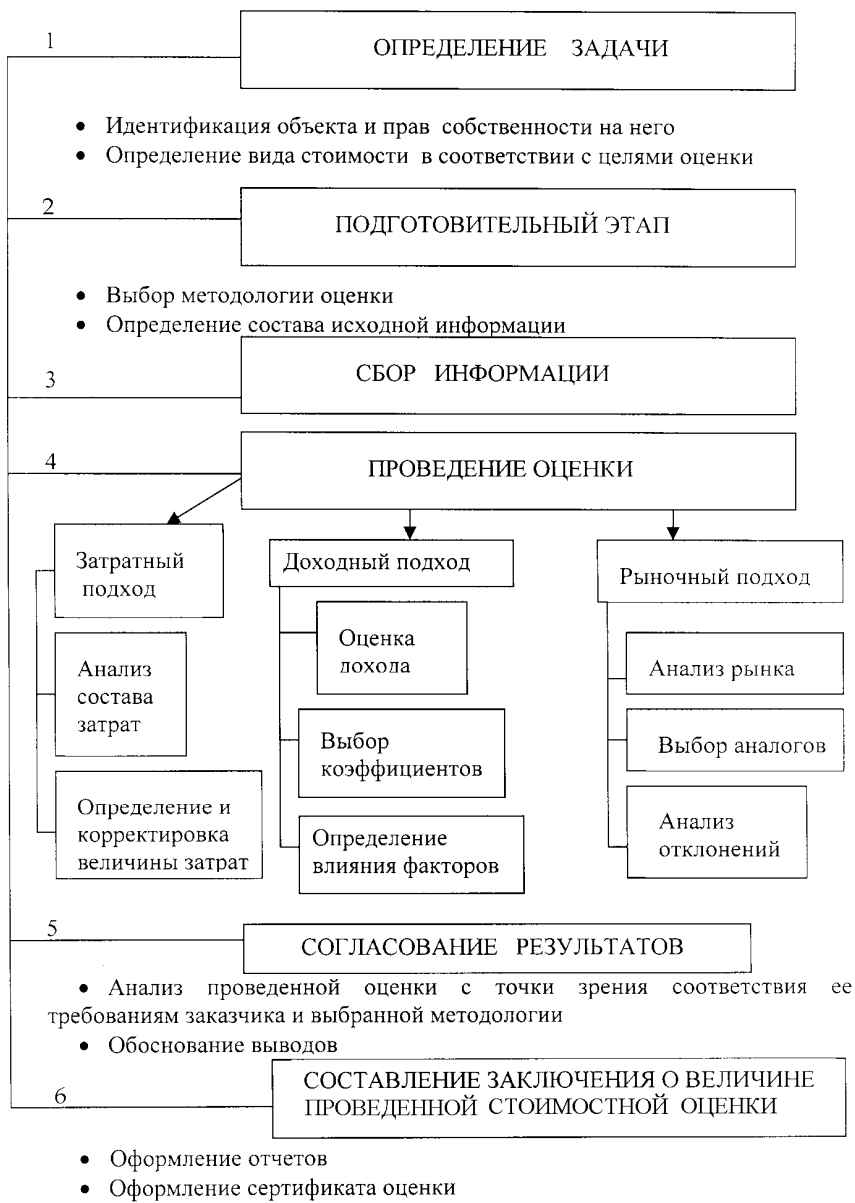 1
ОПРЕДЕЛЕНИЕ ЗАДАЧИ
• Идентификация объекта и прав собственности на него
• Определение вида стоимости в соответствии с целями оценки
2
ПОДГОТОВИТЕЛЬНЫЙ ЭТАП
• Выбор методологии оценки
• Определение состава исходной информации
3
СБОР ИНФОРМАЦИИ
4
ПРОВЕДЕНИЕ ОЦЕНКИ
Затратный
подход
Анализ
состава
затрат
Определение и
корректировка
величины затрат
Доходный подход
Оценка
дохода
Выбор
коэффициентов
Определение
влияния факторов
Рыночный подход
Анализ рынка
Выбор аналогов
Анализ
отклонений
5
СОГЛАСОВАНИЕ РЕЗУЛЬТАТОВ
• Анализ проведенной оценки с точки зрения соответствия ее
требованиям заказчика и выбранной методологии
• Обоснование выводов
6
СОСТАВЛЕНИЕ ЗАКЛЮЧЕНИЯ О ВЕЛИЧИНЕ
ПРОВЕДЕННОЙ СТОИМОСТНОЙ ОЦЕНКИ
• Оформление отчетов
• Оформление сертификата оценки